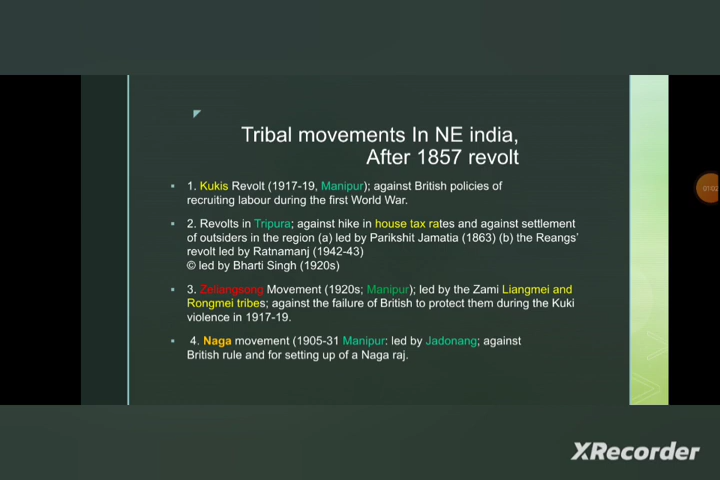 Tribal movements In NE india,
After 1857 revolt
▪ 1. Kukis Revolt (1917-19, Manipur); against British policies of
recruiting labour during the first World War.
▪ 2. Revolts in Tripura; against hike in house tax rates and against settlement
of outsiders in the region (a) led by Parikshit Jamatia (1863) (b) the Reangs'
revolt led by Ratnamanj (1942-43)
© led by Bharti Singh (1920s)
▪ 3. Zeliangsong Movement (1920s; Manipur); led by the Zami Liangmei and
Rongmei tribes; against the failure of British to protect them during the Kuki
violence in 1917-19.
▪ 4. Naga movement (1905-31 Manipur: led by Jadonang; against
British rule and for setting up of a Naga raj.
XRecorder